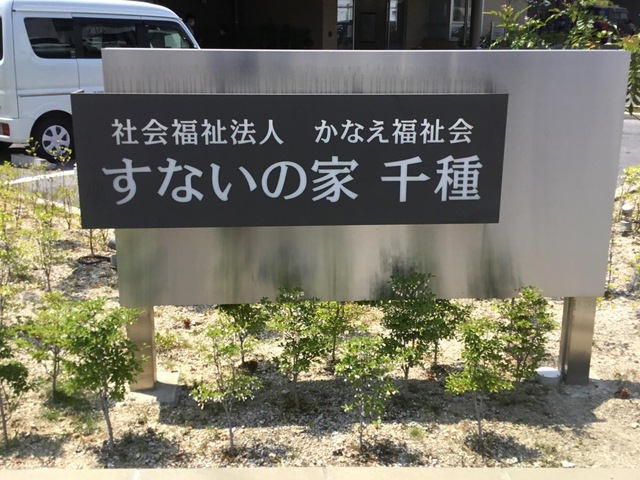 社会福祉法人　かなえ福祉会
すないの家 千種